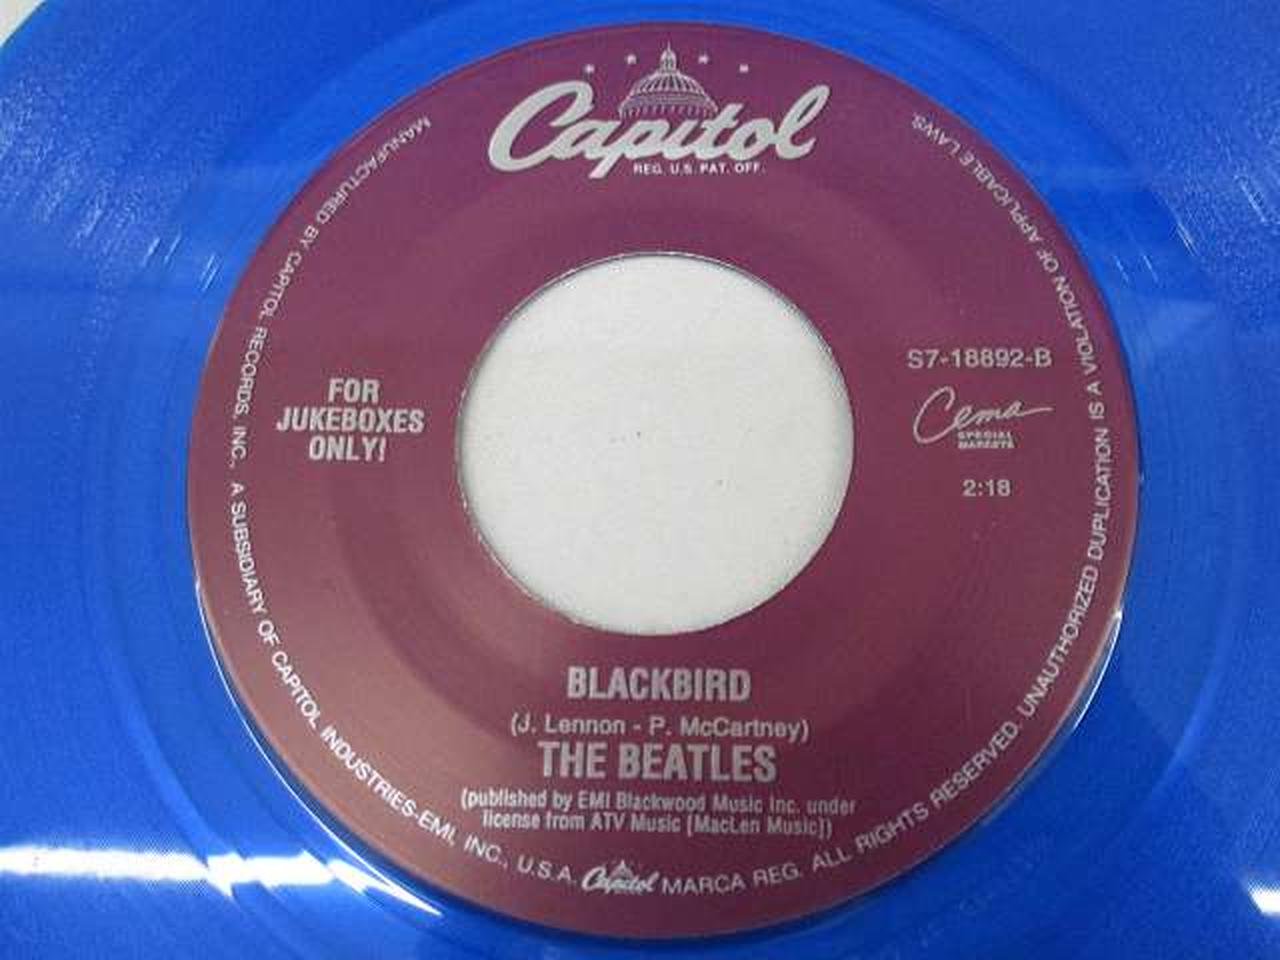 Capitol
REG. U.S. PAT. OFF.
FOR
JUKEBOXES
ONLY!
S7-18892-B
Cema
SPECIAL
MARKETS
2:18
BLACKBIRD
(J. Lennon - P. McCartney)
THE BEATLES
(published by EMI Blackwood Music Inc. under
license from ATV Music [MacLen Music])
MANUFACTURED BY CAPITOL RECORDS, INC., A SUBSIDIARY OF CAPITOL INDUSTRIES-EMI, INC., U.S.A. Capitol MARCA REG. ALL RIGHTS RESERVED. UNAUTHORIZED DUPLICATION IS A VIOLATION OF APPLICABLE LAWS